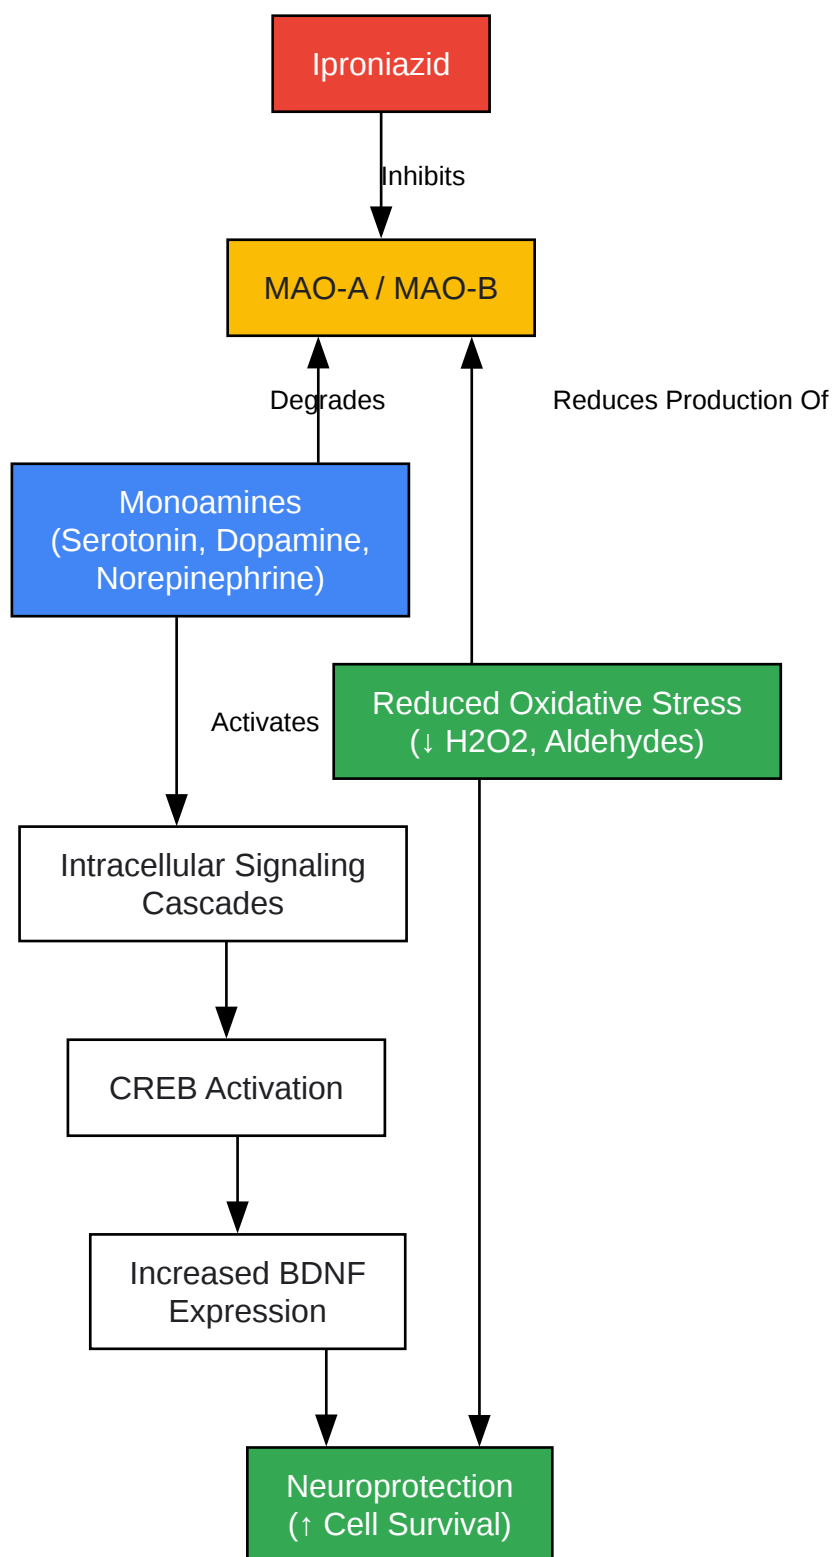 Iproniazid
Inhibits
MAO-A / MAO-B
Degrades
Reduces Production Of
Monoamines
(Serotonin, Dopamine,
Norepinephrine)
Reduced Oxidative Stress
(↓ H2O2, Aldehydes)
Activates
Intracellular Signaling
Cascades
CREB Activation
Increased BDNF
Expression
Neuroprotection
(↑ Cell Survival)